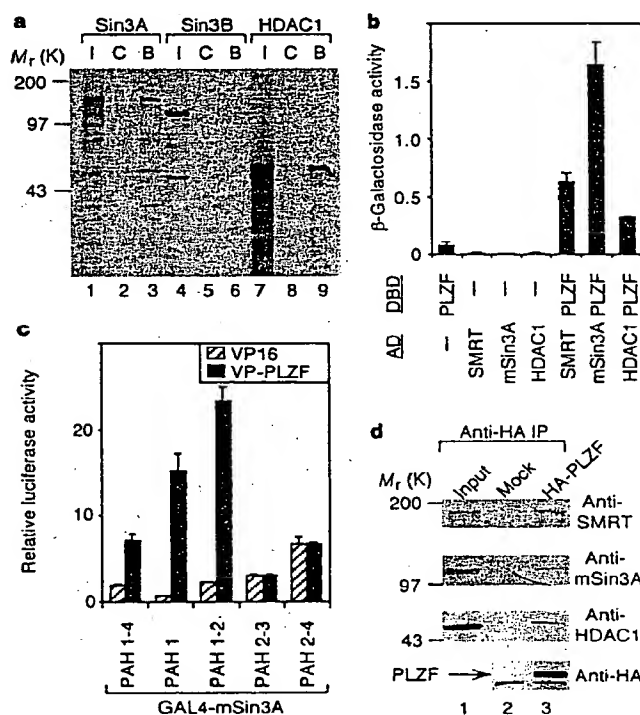 a
Sin3A Sin3B HDAC1
I C B I C B I C B
Mr (K)
200
97
43
1 2 3 4 5 6 7 8 9
b
β-Galactosidase activity
1.5
1.0
0.5
0
DBD PLZF – – – PLZF PLZF PLZF
AD – SMRT mSin3A HDAC1 SMRT mSin3A HDAC1
c
VP16
VP-PLZF
Relative luciferase activity
20
10
0
PAH 1-4 PAH 1 PAH 1-2 PAH 2-3 PAH 2-4
GAL4-mSin3A
d
Anti-HA IP
Mr (K) Input Mock HA-PLZF
200
Anti-
SMRT
Anti-
mSin3A
97
Anti-
HDAC1
43
PLZF Anti-HA
1 2 3